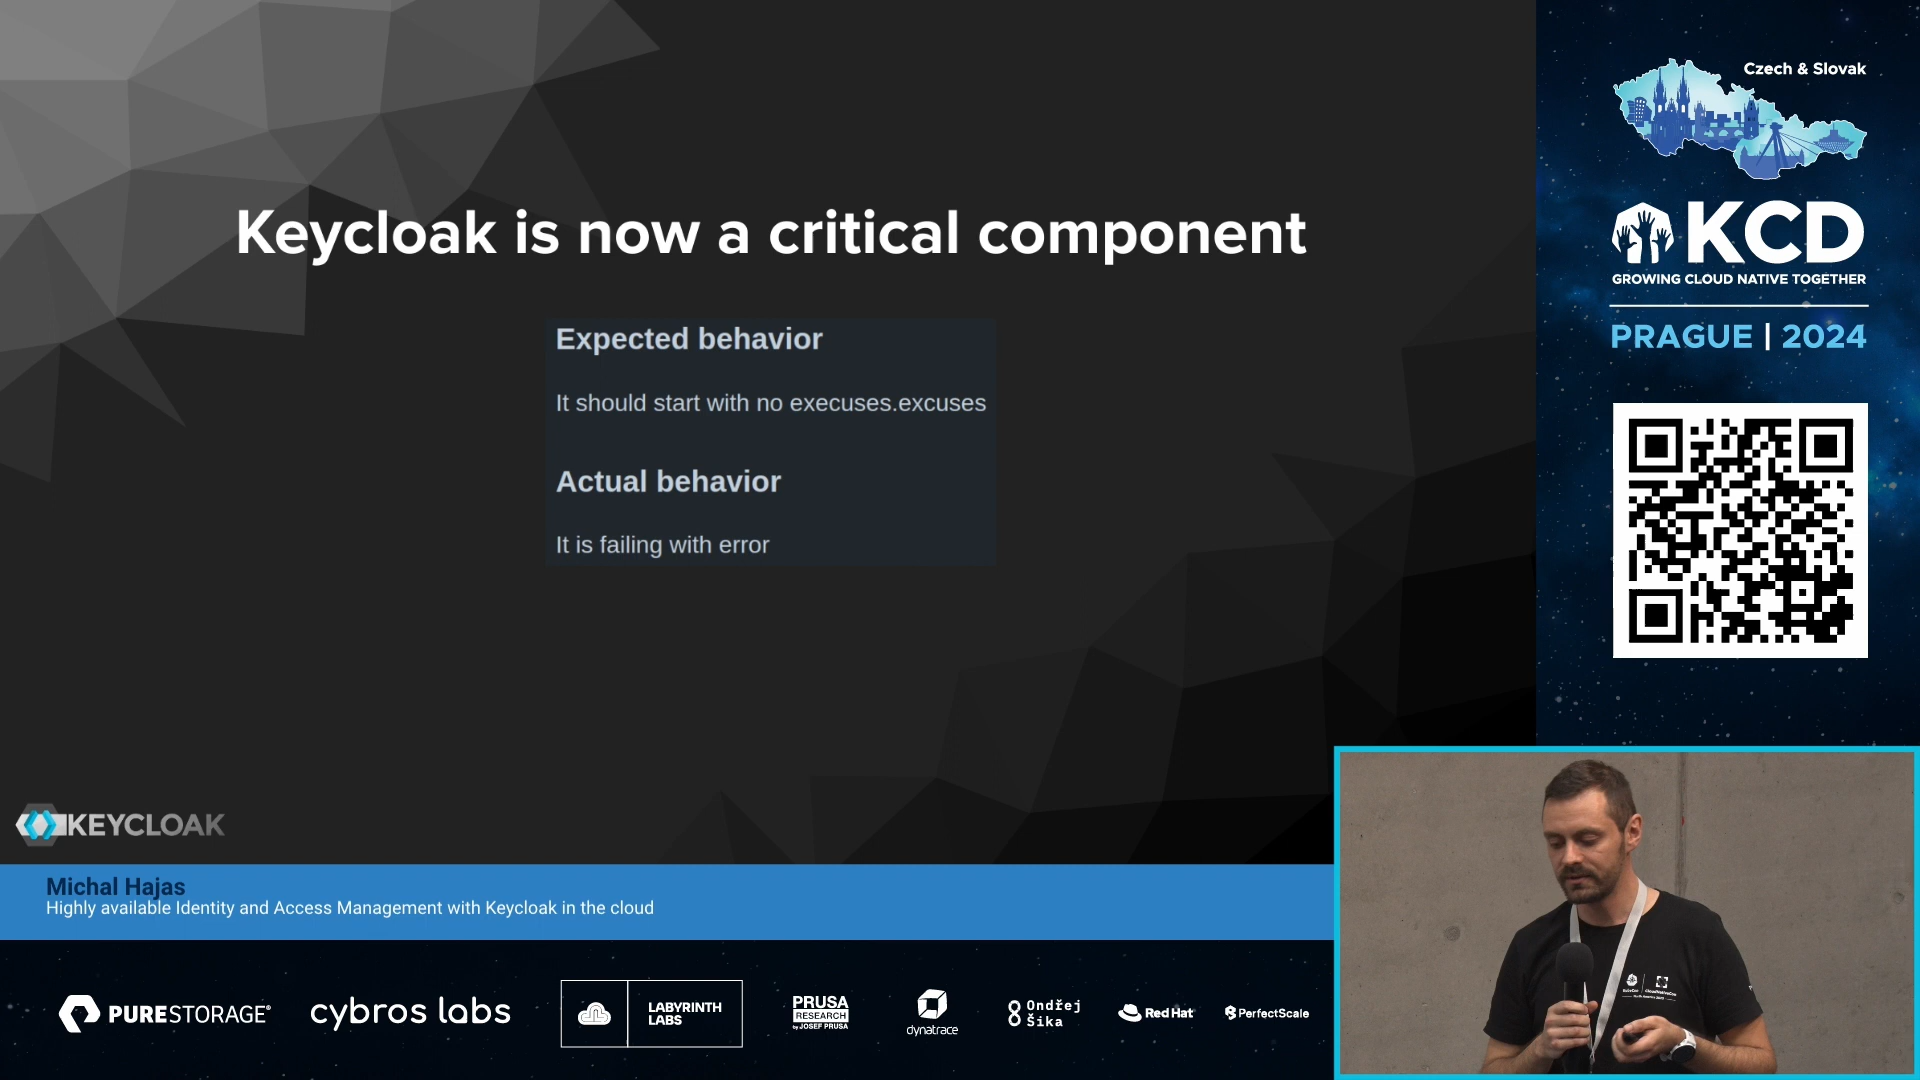 Keycloak is now a critical component
Expected behavior
It should start with no execuses.excuses
Actual behavior
It is failing with error
KEYCLOAK
Michal Hajas
Highly available Identity and Access Management with Keycloak in the cloud
Czech & Slovak
KCD
GROWING CLOUD NATIVE TOGETHER
PRAGUE | 2024
PURESTORAGE®
cybros labs
LABYRINTH
LABS
PRUSA
RESEARCH
by JOSEF PRUSA
dynatrace
Ondřej
Šika
Red Hat
PerfectScale